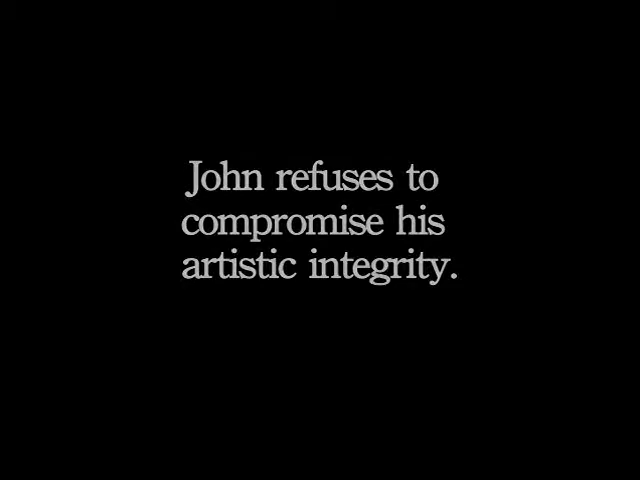 John refuses to
compromise his
artistic integrity.